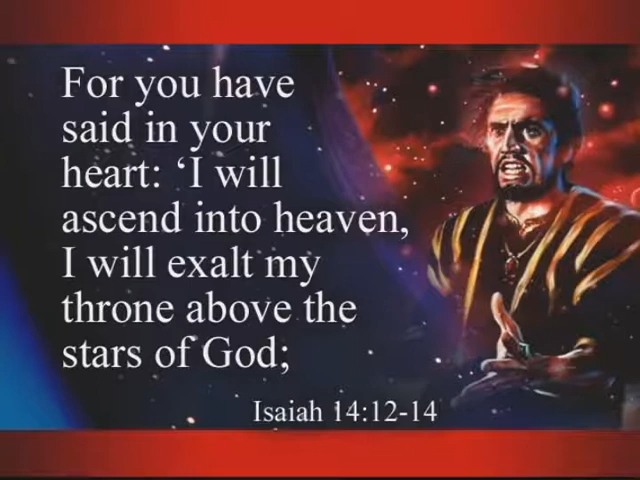 For you have
said in your
heart: ‘I will
ascend into heaven,
I will exalt my
throne above the
stars of God;
Isaiah 14:12-14